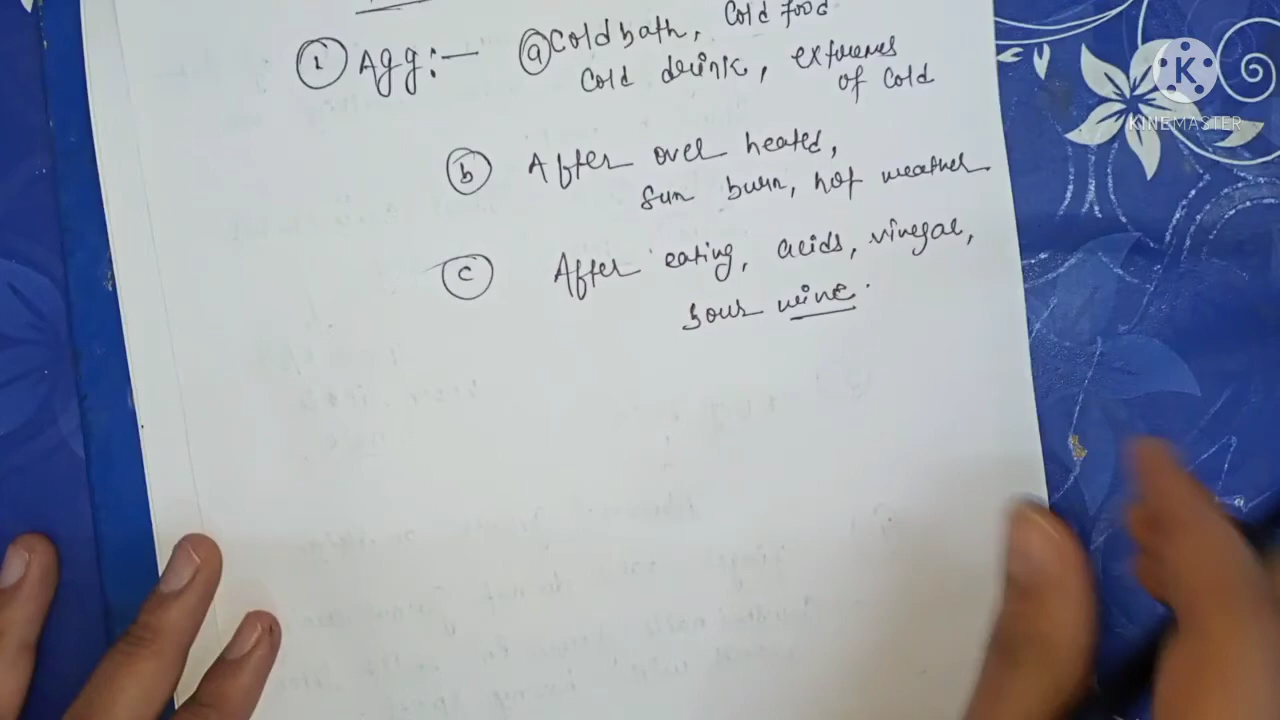 ① Agg:— ⓐ Cold bath, Cold food
Cold drink, extremes
of cold
ⓑ After over heated,
Sun burn, hot weather
ⓒ After eating, acids, vinegar,
sour wine.
K
KINEMASTER